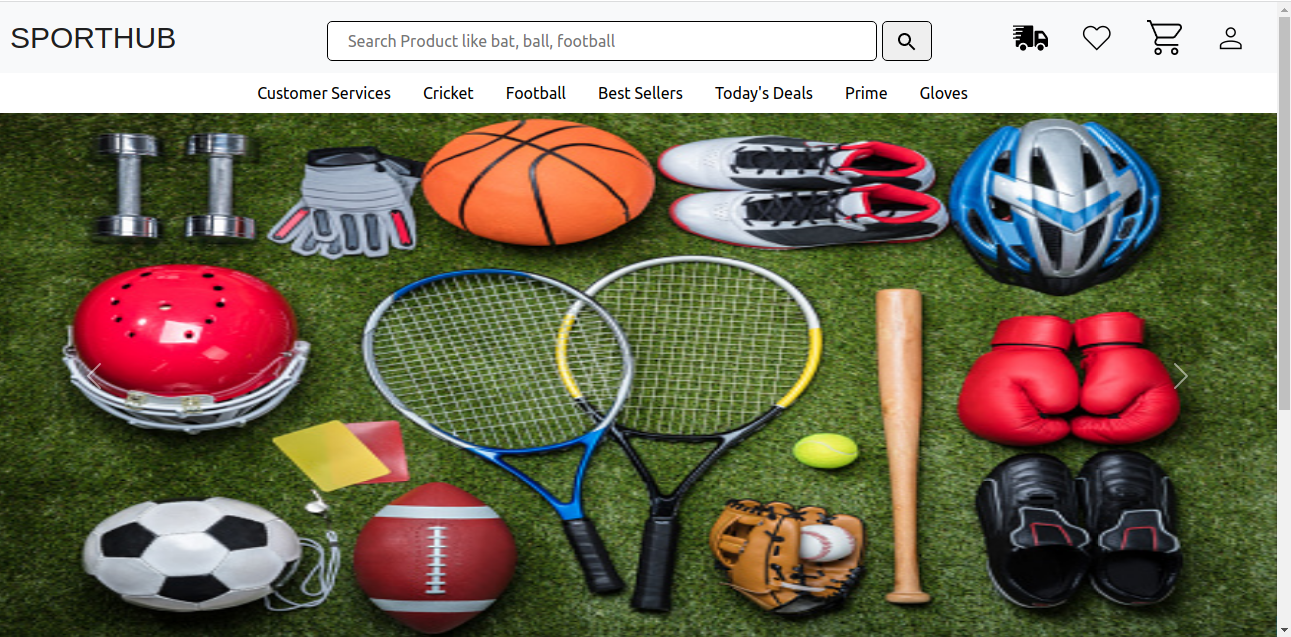 SPORTHUB
Search Product like bat, ball, football
Customer Services Cricket Football Best Sellers Today's Deals Prime Gloves